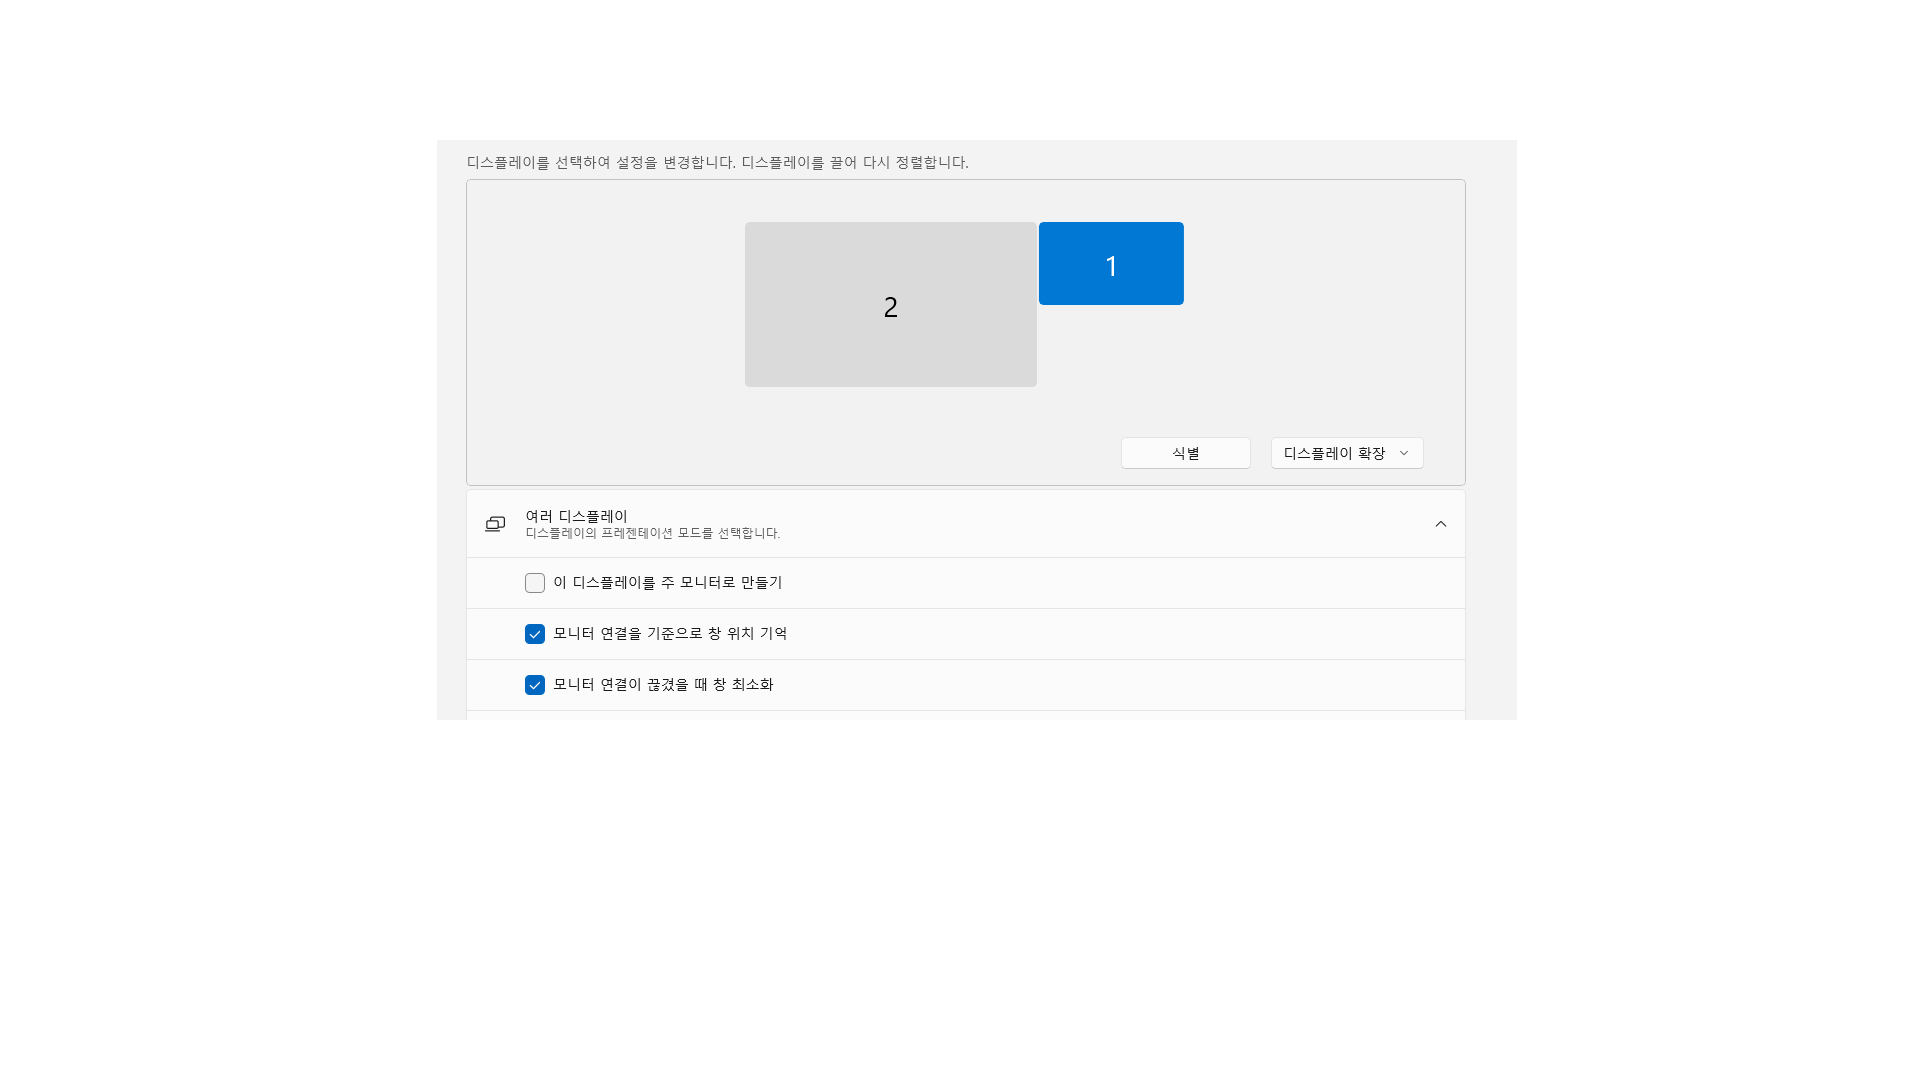 디스플레이를 선택하여 설정을 변경합니다. 디스플레이를 끌어 다시 정렬합니다.
2
1
식별
디스플레이 확장
여러 디스플레이
디스플레이의 프레젠테이션 모드를 선택합니다.
이 디스플레이를 주 모니터로 만들기
모니터 연결을 기준으로 창 위치 기억
모니터 연결이 끊겼을 때 창 최소화